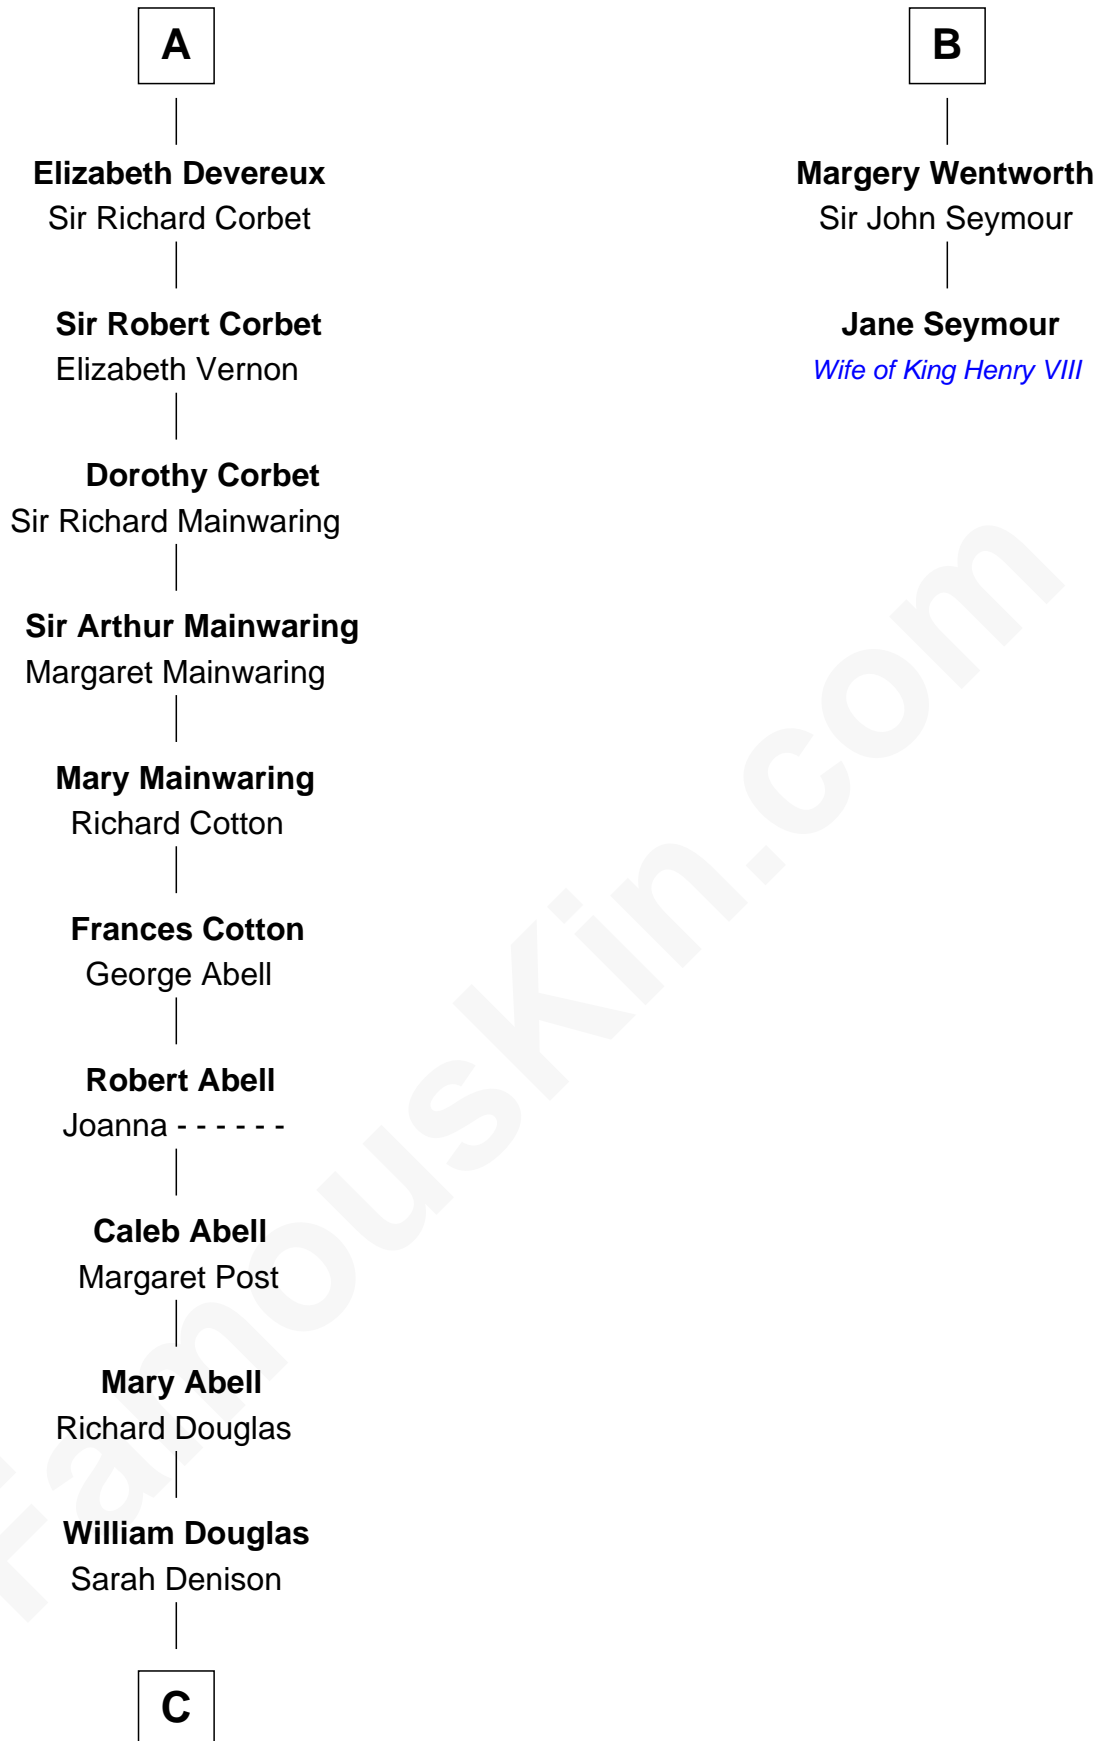 A
Elizabeth Devereux
Sir Richard Corbet
Sir Robert Corbet
Elizabeth Vernon
Dorothy Corbet
Sir Richard Mainwaring
Sir Arthur Mainwaring
Margaret Mainwaring
Mary Mainwaring
Richard Cotton
Frances Cotton
George Abell
Robert Abell
Joanna - - - - - -
Caleb Abell
Margaret Post
Mary Abell
Richard Douglas
William Douglas
Sarah Denison
C
B
Margery Wentworth
Sir John Seymour
Jane Seymour
Wife of King Henry VIII
FamousKin.com